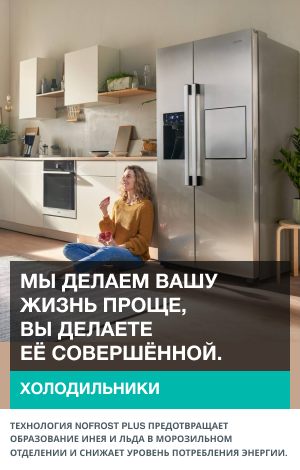 МЫ ДЕЛАЕМ ВАШУ
ЖИЗНЬ ПРОЩЕ,
ВЫ ДЕЛАЕТЕ
ЕЁ СОВЕРШЁННОЙ.
ХОЛОДИЛЬНИКИ
ТЕХНОЛОГИЯ NOFROST PLUS ПРЕДОТВРАЩАЕТ
ОБРАЗОВАНИЕ ИНЕЯ И ЛЬДА В МОРОЗИЛЬНОМ
ОТДЕЛЕНИИ И СНИЖАЕТ УРОВЕНЬ ПОТРЕБЛЕНИЯ ЭНЕРГИИ.